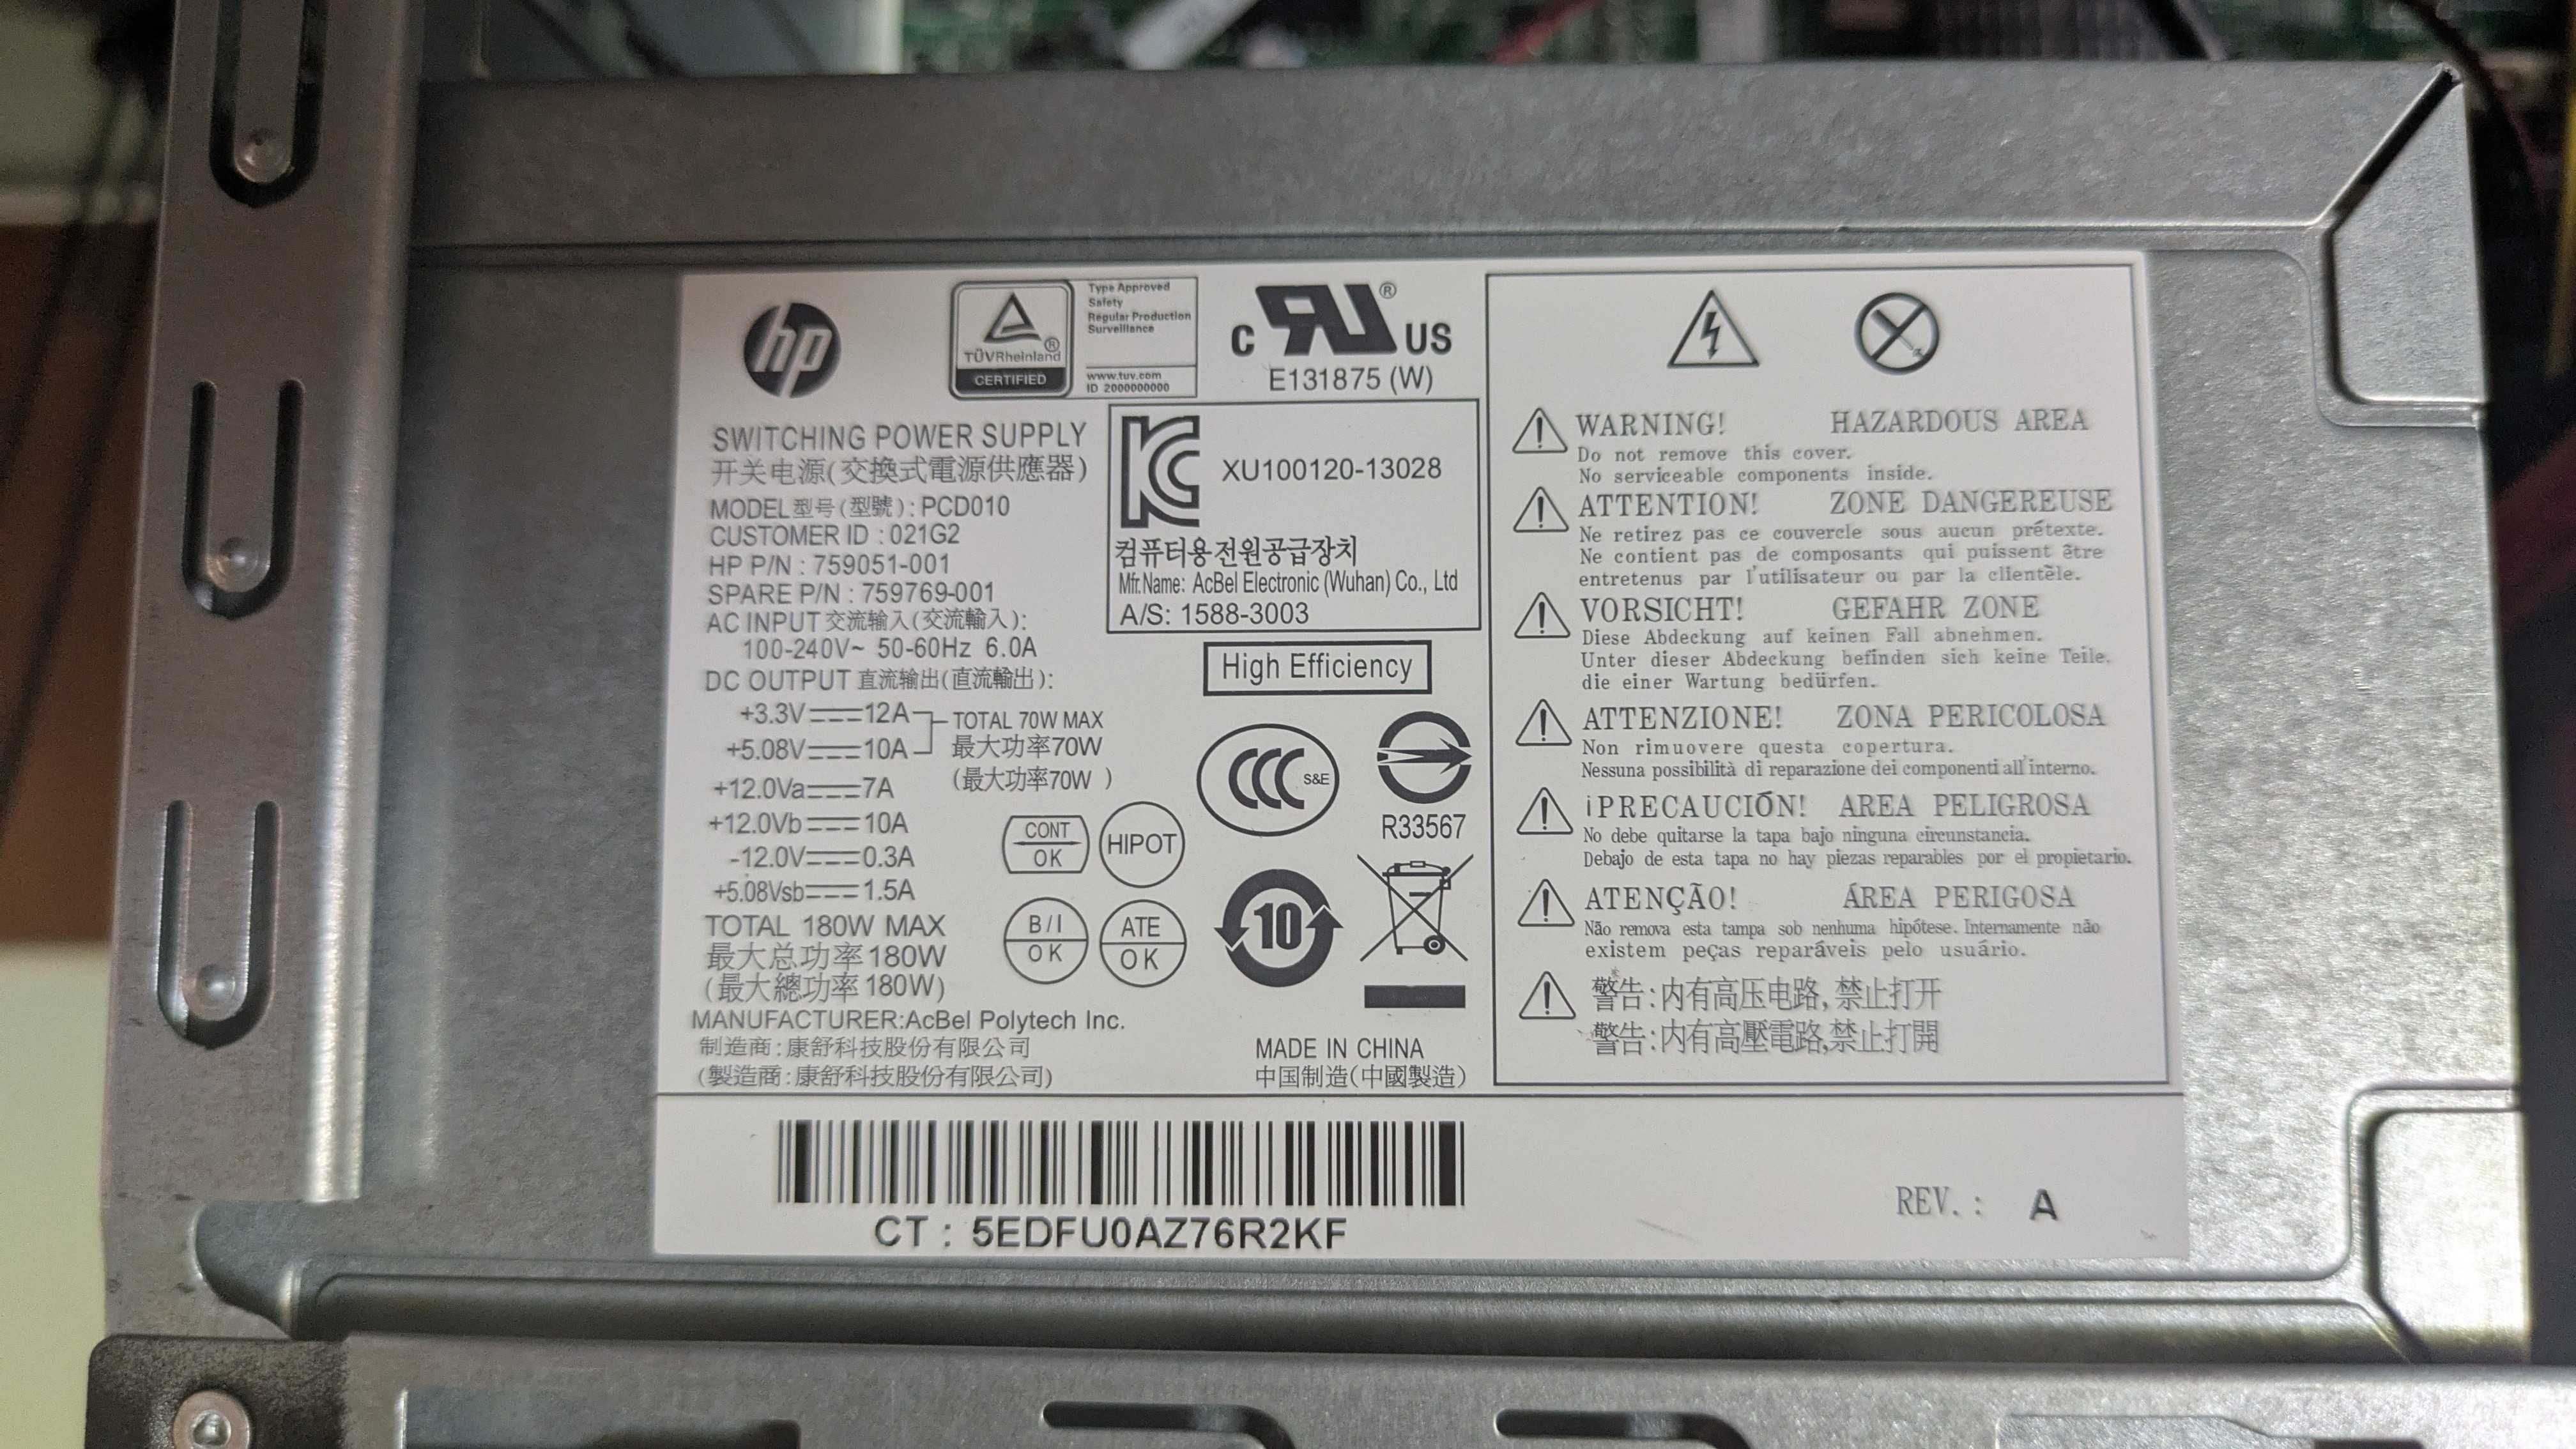 hp
TÜVRheinland®
CERTIFIED
Type Approved
Safety
Regular Production
Surveillance
www.tuv.com
ID 2000000000
C RU® US
E131875 (W)
SWITCHING POWER SUPPLY
开关电源(交換式電源供應器)
MODEL型号(型號): PCD010
CUSTOMER ID : 021G2
HP P/N : 759051-001
SPARE P/N : 759769-001
AC INPUT 交流输入(交流輸入):
100-240V~ 50-60Hz 6.0A
DC OUTPUT 直流输出(直流輸出):
+3.3V 12A
+5.08V 10A
TOTAL 70W MAX
最大功率70W
(最大功率70W )
+12.0Va 7A
+12.0Vb 10A
-12.0V 0.3A
+5.08Vsb 1.5A
TOTAL 180W MAX
最大总功率180W
(最大總功率180W)
MANUFACTURER:AcBel Polytech Inc.
制造商:康舒科技股份有限公司
(製造商:康舒科技股份有限公司)
KC
XU100120-13028
컴퓨터용전원공급장치
Mfr.Name: AcBel Electronic (Wuhan) Co., Ltd
A/S: 1588-3003
High Efficiency
CCC S&E
R33567
CONT
OK
HIPOT
B/I
OK
ATE
OK
10
MADE IN CHINA
中国制造(中國製造)
WARNING! HAZARDOUS AREA
Do not remove this cover.
No serviceable components inside.
ATTENTION! ZONE DANGEREUSE
Ne retirez pas ce couvercle sous aucun prétexte.
Ne contient pas de composants qui puissent être
entretenus par l'utilisateur ou par la clientèle.
VORSICHT! GEFAHR ZONE
Diese Abdeckung auf keinen Fall abnehmen.
Unter dieser Abdeckung befinden sich keine Teile.
die einer Wartung bedürfen.
ATTENZIONE! ZONA PERICOLOSA
Non rimuovere questa copertura.
Nessuna possibilità di reparazione dei componenti all'interno.
¡PRECAUCIÓN! AREA PELIGROSA
No debe quitarse la tapa bajo ninguna circunstancia.
Debajo de esta tapa no hay piezas reparables por el propietario.
ATENÇÃO! ÁREA PERIGOSA
Não remova esta tampa sob nenhuma hipótese. Internamente não
existem peças reparáveis pelo usuário.
警告:内有高压电路,禁止打开
警告:内有高壓電路,禁止打開
CT : 5EDFU0AZ76R2KF
REV. : A